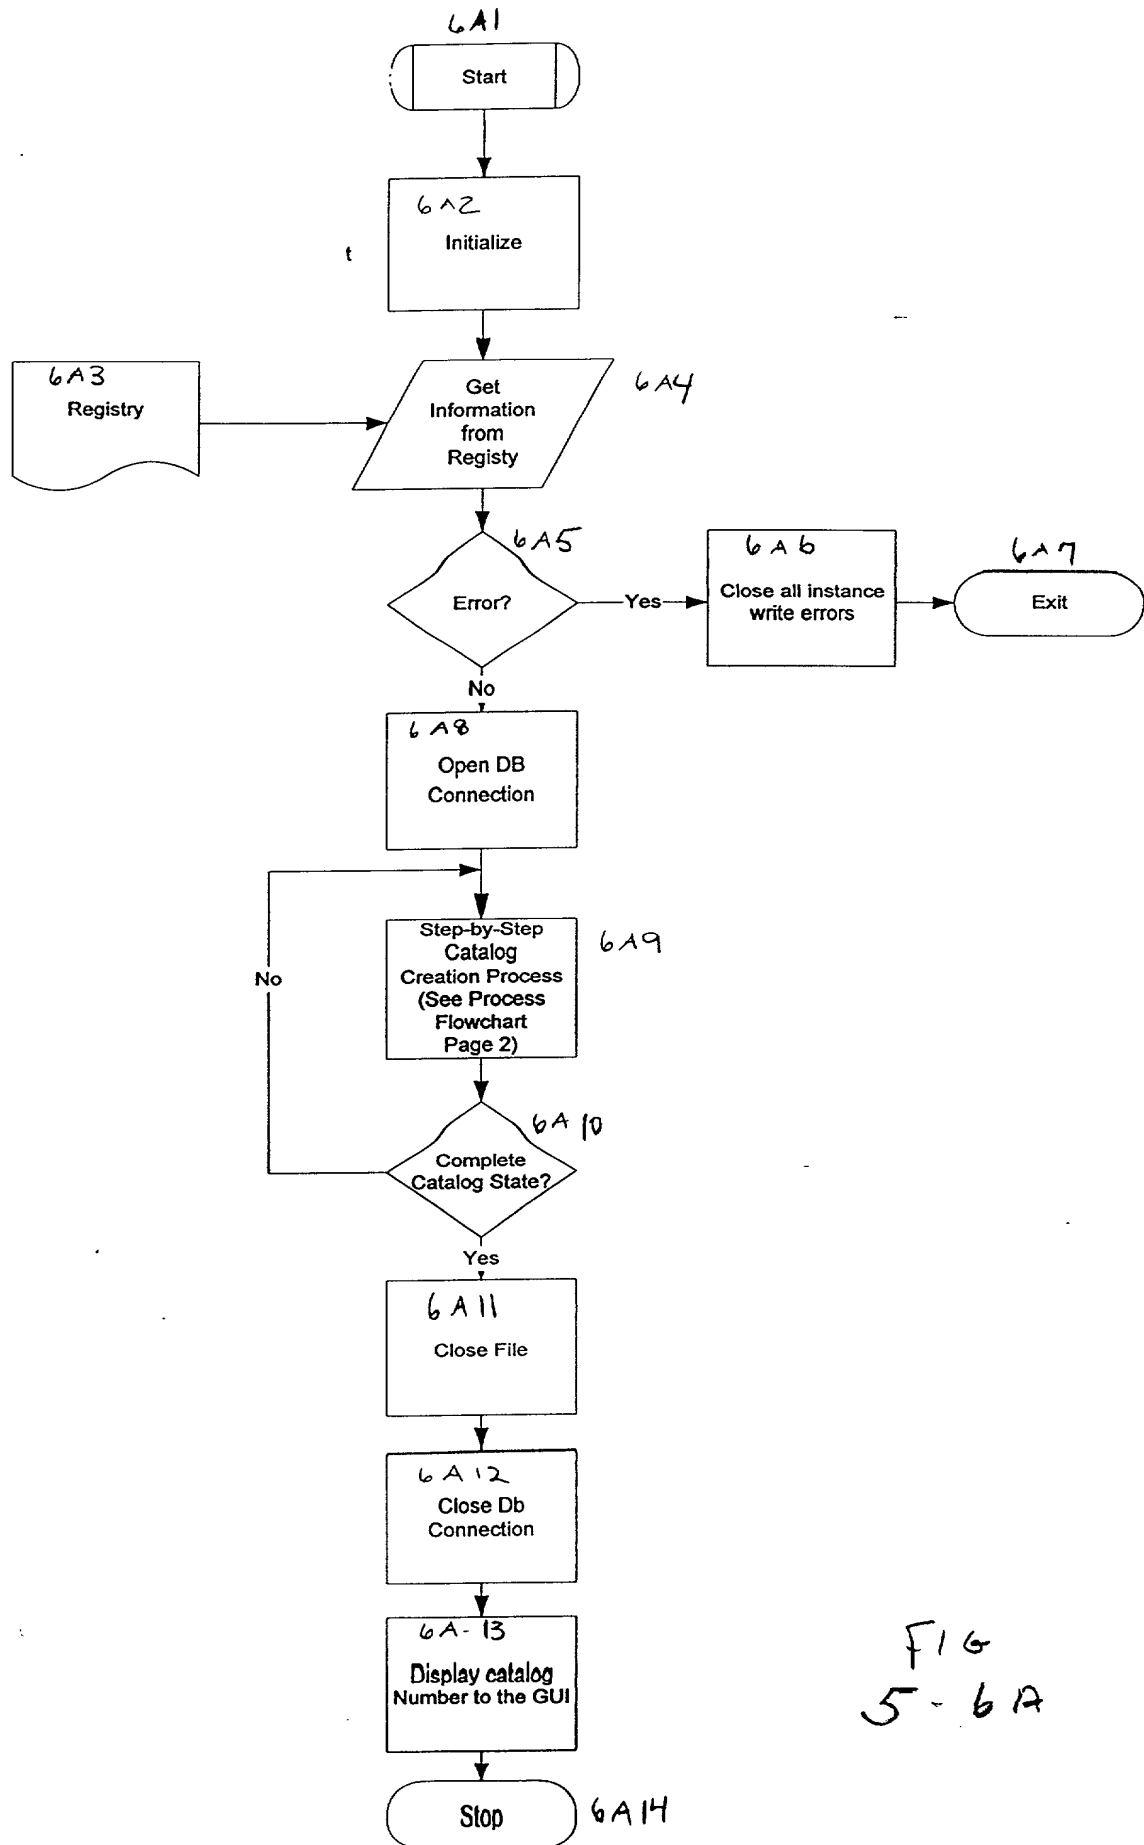 6A1
Start
6A2
Initialize
t
6A3
Registry
Get
Information
from
Registy
6A4
6A5
Error?
Yes
6A6
Close all instance
write errors
6A7
Exit
No
6A8
Open DB
Connection
Step-by-Step
Catalog
Creation Process
(See Process
Flowchart
Page 2)
6A9
No
6A10
Complete
Catalog State?
Yes
6A11
Close File
6A12
Close Db
Connection
6A-13
Display catalog
Number to the GUI
Stop
6A14
FIG
5-6A